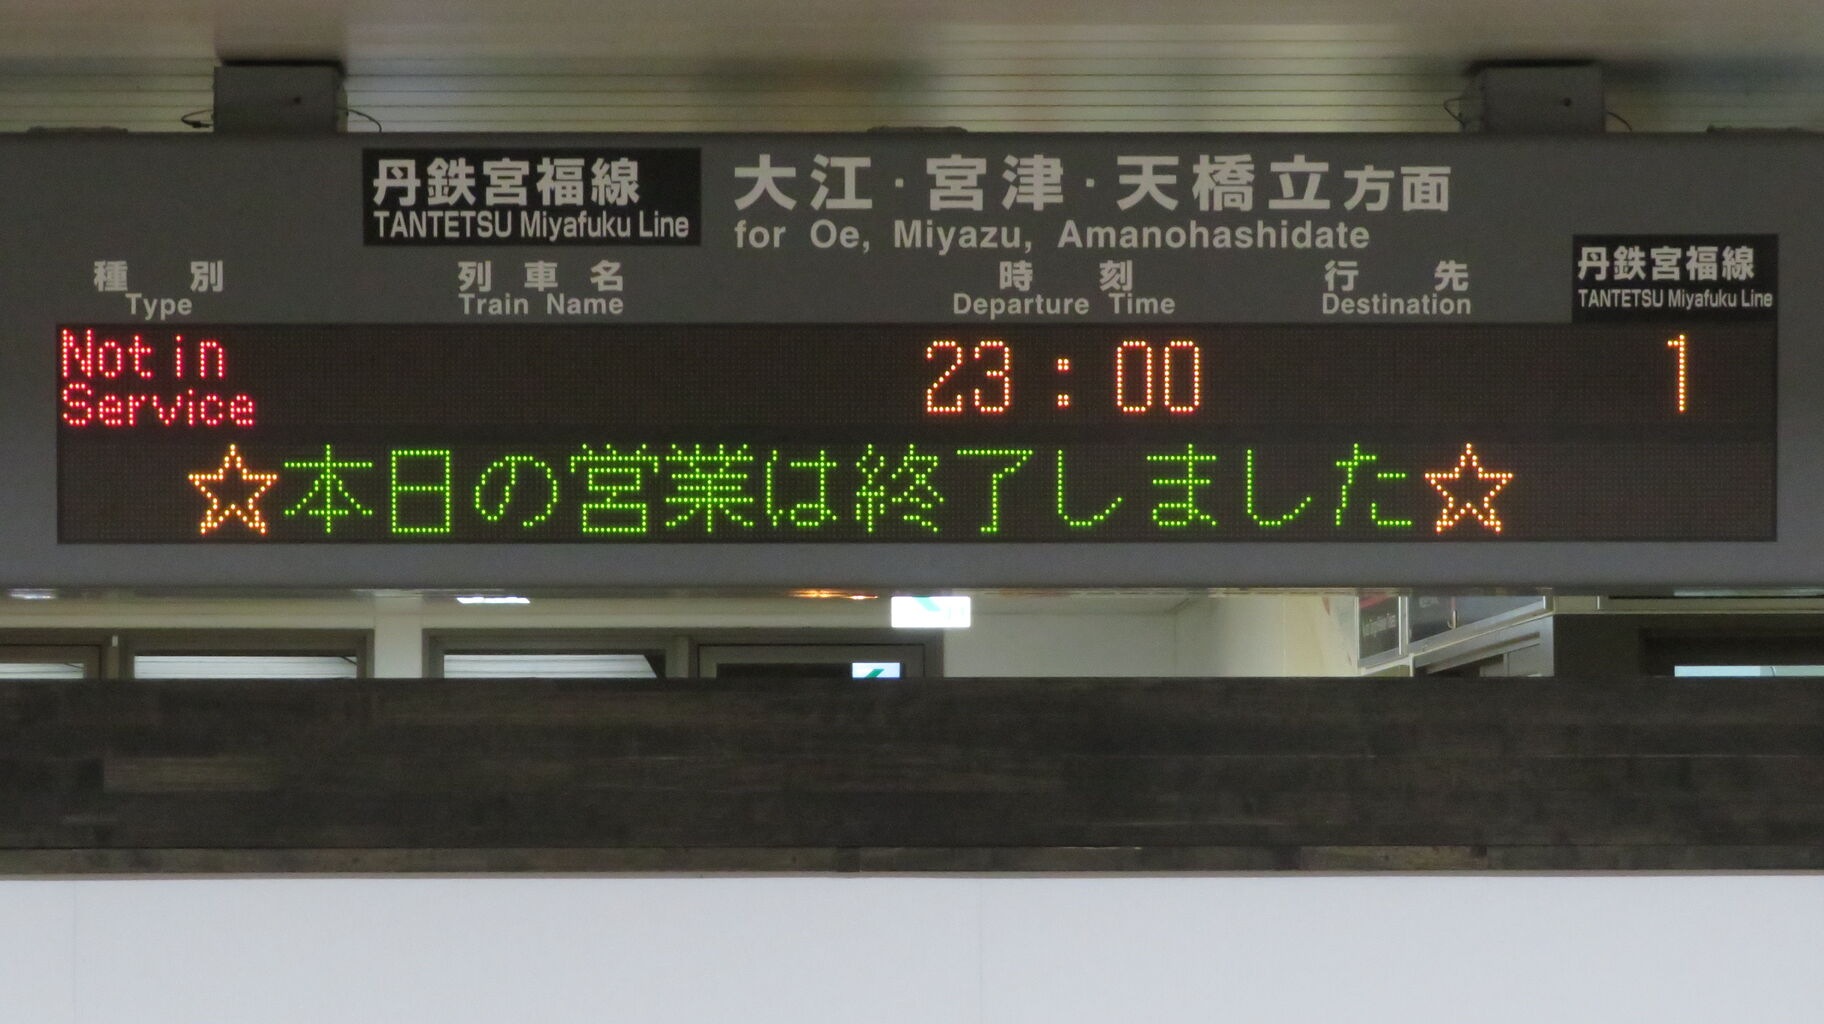 丹鉄宮福線
TANTETSU Miyafuku Line
大江・宮津・天橋立方面
for Oe, Miyazu, Amanohashidate
種別 列車名 時刻 行先
Type Train Name Departure Time Destination
丹鉄宮福線
TANTETSU Miyafuku Line
Not in 23:00 1
Service
☆本日の営業は終了しました☆